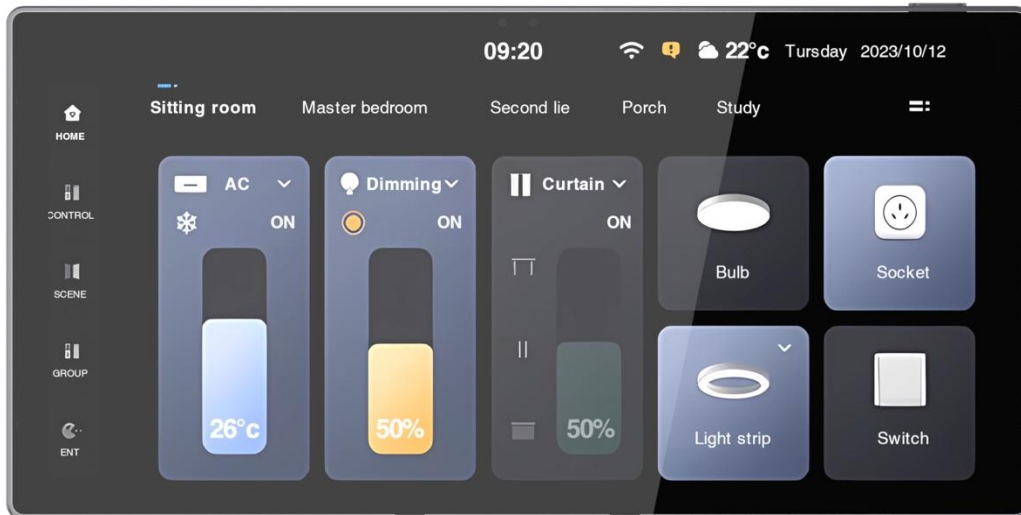 09:20 22°c Tursday 2023/10/12
Sitting room Master bedroom Second lie Porch Study
HOME
CONTROL
SCENE
GROUP
ENT
AC
ON
26°c
Dimming
ON
50%
Curtain
ON
50%
Bulb
Socket
Light strip
Switch